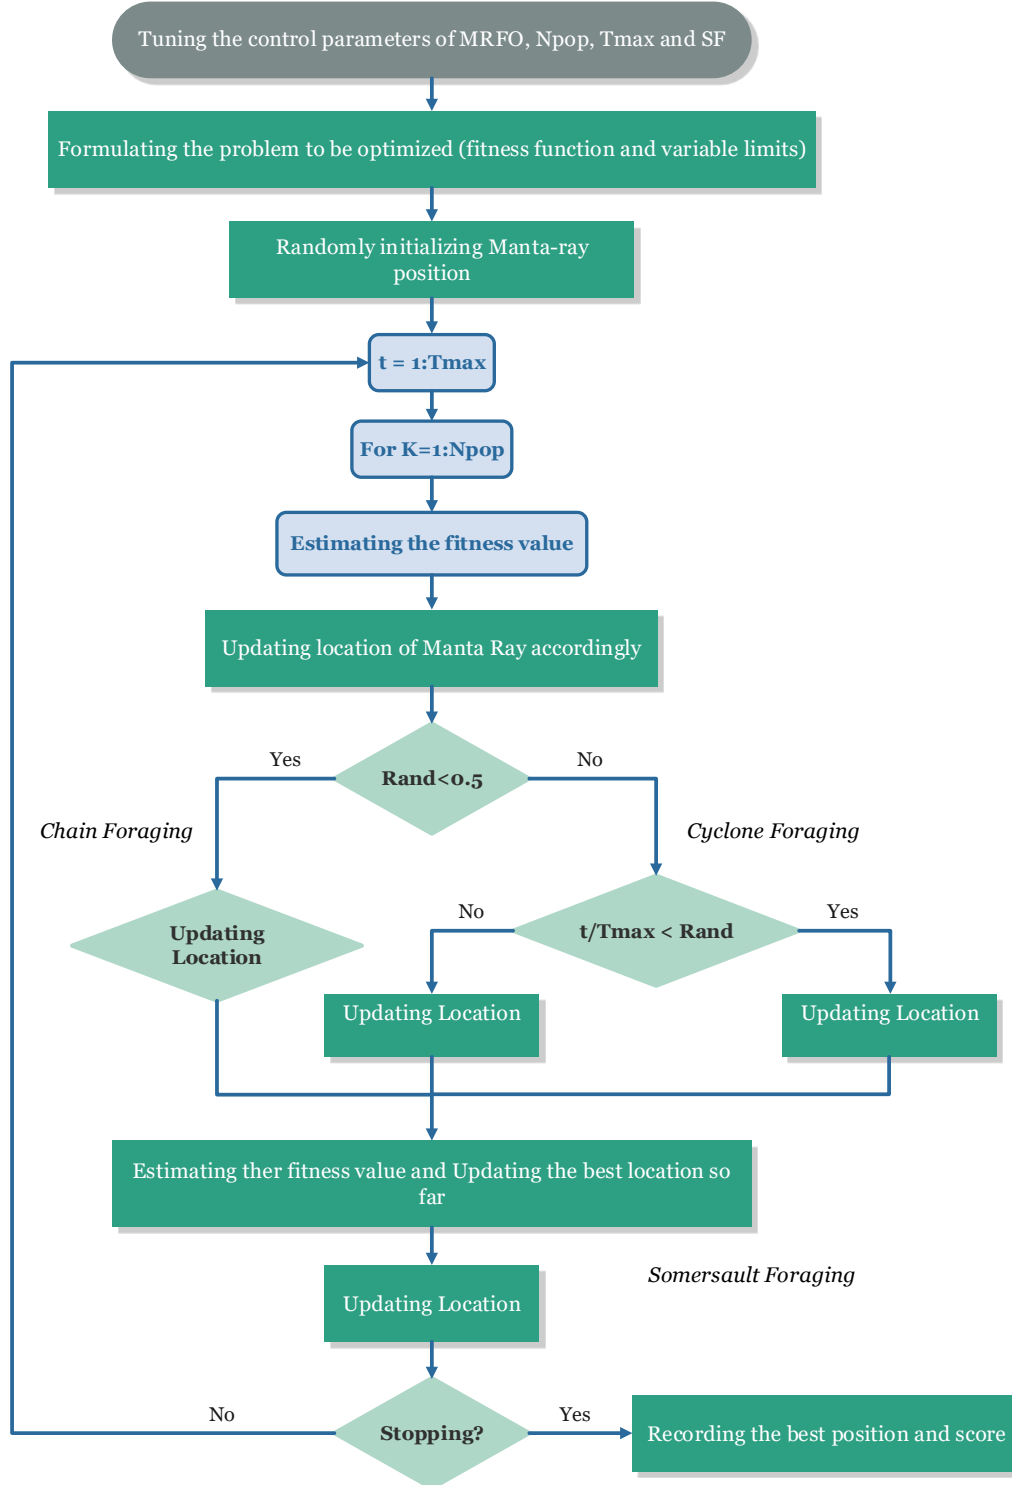 Tuning the control parameters of MRFO, Npop, Tmax and SF
Formulating the problem to be optimized (fitness function and variable limits)
Randomly initializing Manta-ray
position
t = 1:Tmax
For K=1:Npop
Estimating the fitness value
Updating location of Manta Ray accordingly
Yes
Rand<0.5
No
Chain Foraging
Cyclone Foraging
Updating
Location
No
t/Tmax < Rand
Yes
Updating Location
Updating Location
Estimating ther fitness value and Updating the best location so
far
Somersault Foraging
Updating Location
No
Stopping?
Yes
Recording the best position and score